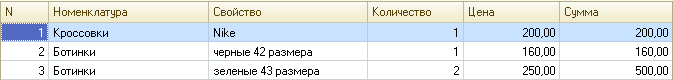 N Номенклатура Свойство Количество Цена Сумма
1 Кроссовки Nike 1 200,00 200,00
2 Ботинки черные 42 размера 1 160,00 160,00
3 Ботинки зеленые 43 размера 2 250,00 500,00